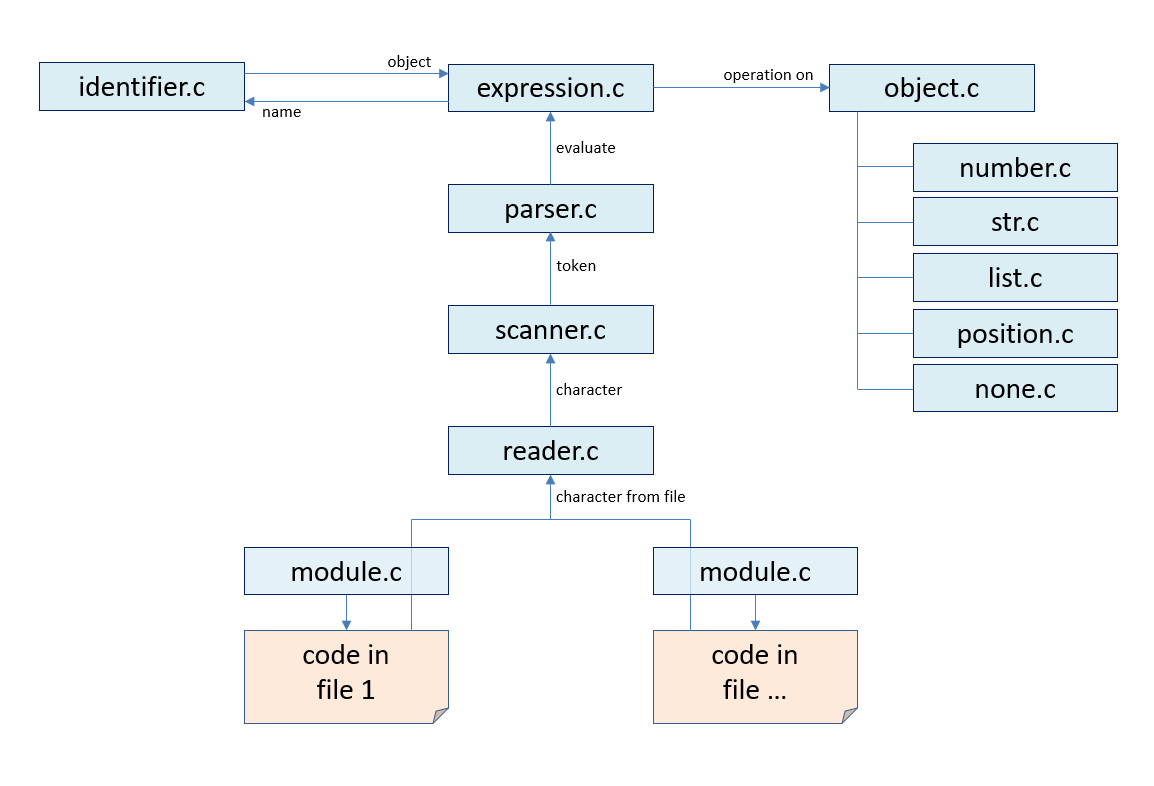 object
operation on
identifier.c
expression.c
object.c
name
evaluate
number.c
parser.c
str.c
token
list.c
scanner.c
position.c
character
none.c
reader.c
character from file
module.c
module.c
code in
file 1
code in
file ...